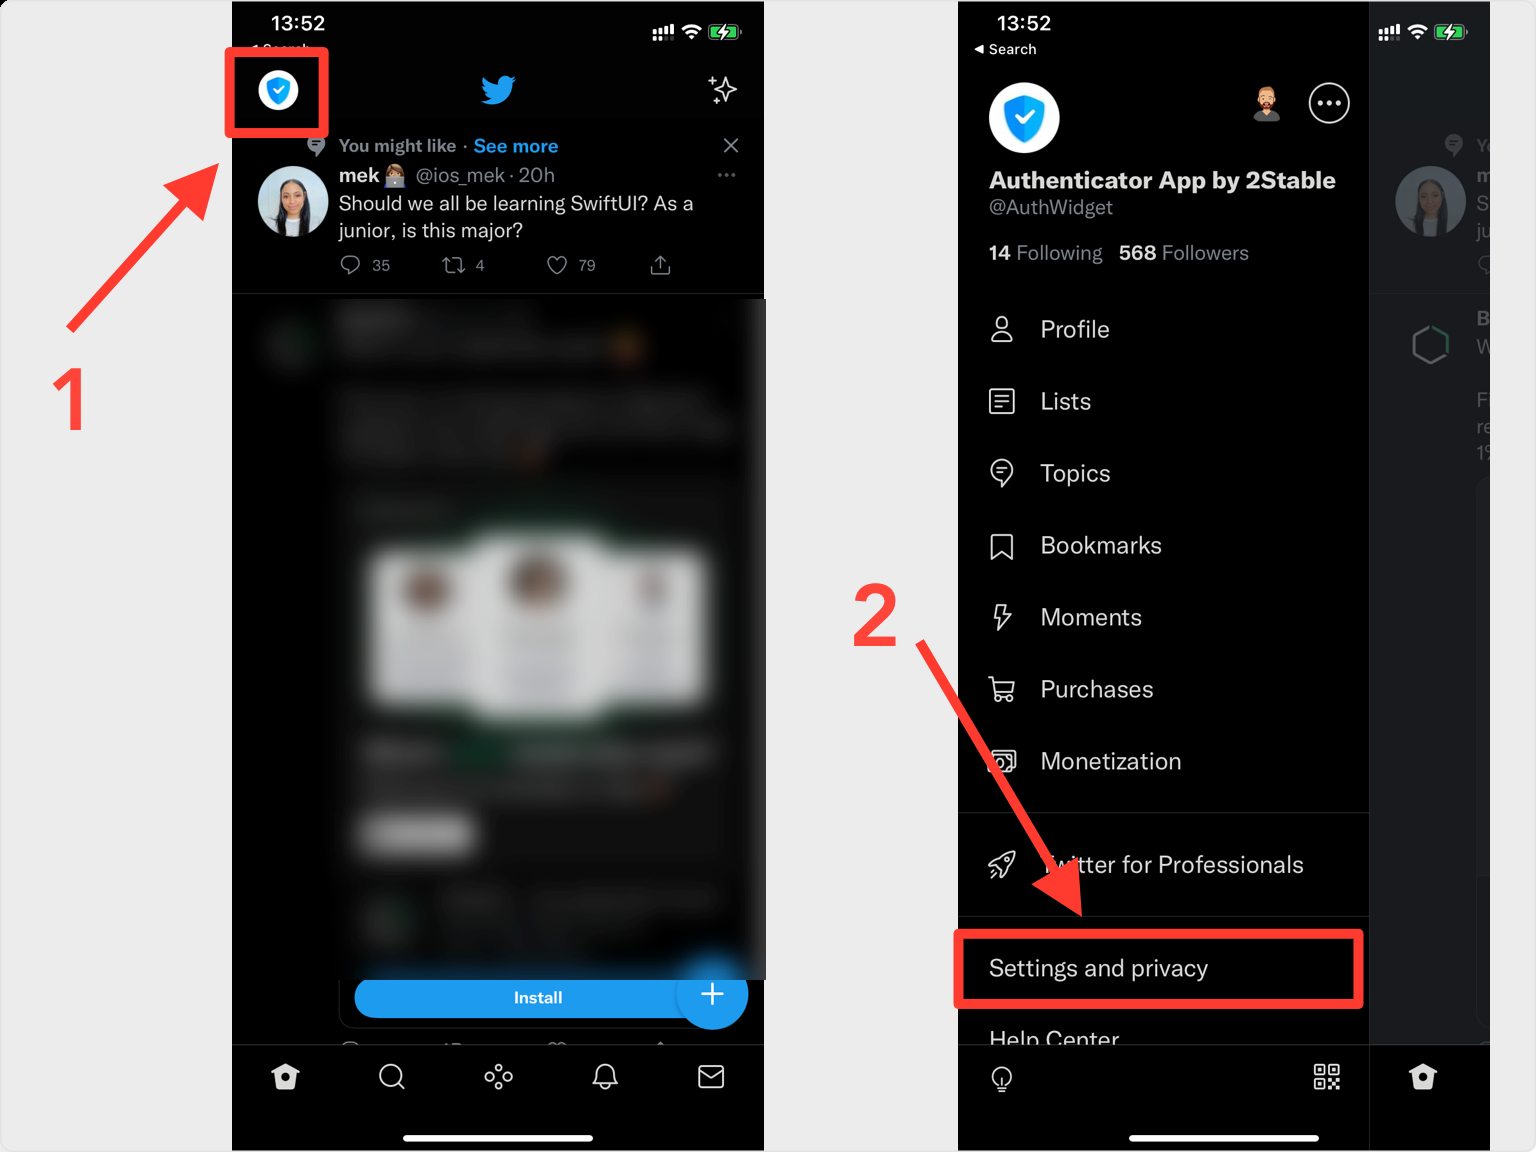 13:52
1
You might like · See more
mek @ios_mek · 20h
Should we all be learning SwiftUI? As a
junior, is this major?
35 4 79
Install
13:52
Search
Authenticator App by 2Stable
@AuthWidget
14 Following 568 Followers
Profile
Lists
Topics
Bookmarks
Moments
2
Purchases
Monetization
Twitter for Professionals
Settings and privacy
Help Center